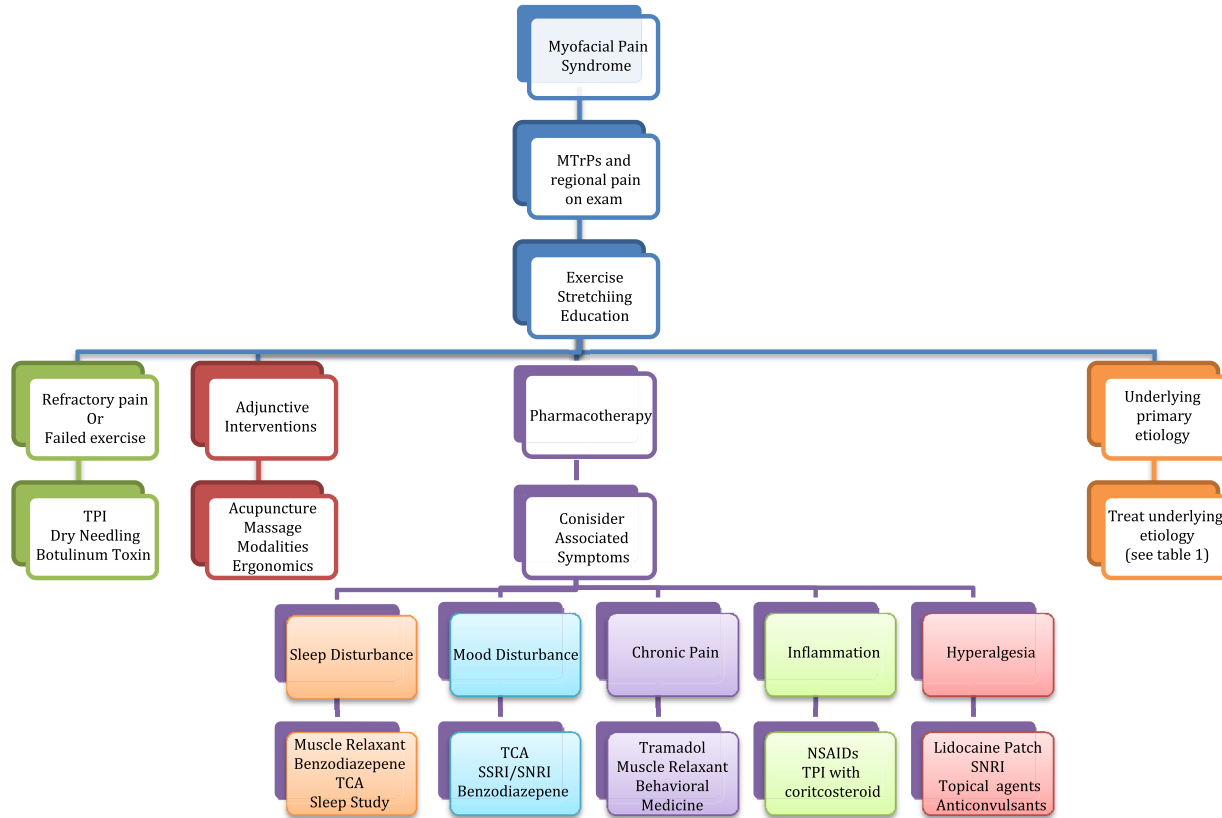 Myofacial Pain
Syndrome
MTrPs and
regional pain
on exam
Exercise
Stretchiing
Education
Refractory pain
Or
Failed exercise
Adjunctive
Interventions
Pharmacotherapy
Underlying
primary
etiology
TPI
Dry Needling
Botulinum Toxin
Acupuncture
Massage
Modalities
Ergonomics
Conisider
Associated
Symptoms
Treat underlying
etiology
(see table 1)
Sleep Disturbance
Mood Disturbance
Chronic Pain
Inflammation
Hyperalgesia
Muscle Relaxant
Benzodiazepene
TCA
Sleep Study
TCA
SSRI/SNRI
Benzodiazepene
Tramadol
Muscle Relaxant
Behavioral
Medicine
NSAIDs
TPI with
coritcosteroid
Lidocaine Patch
SNRI
Topical agents
Anticonvulsants